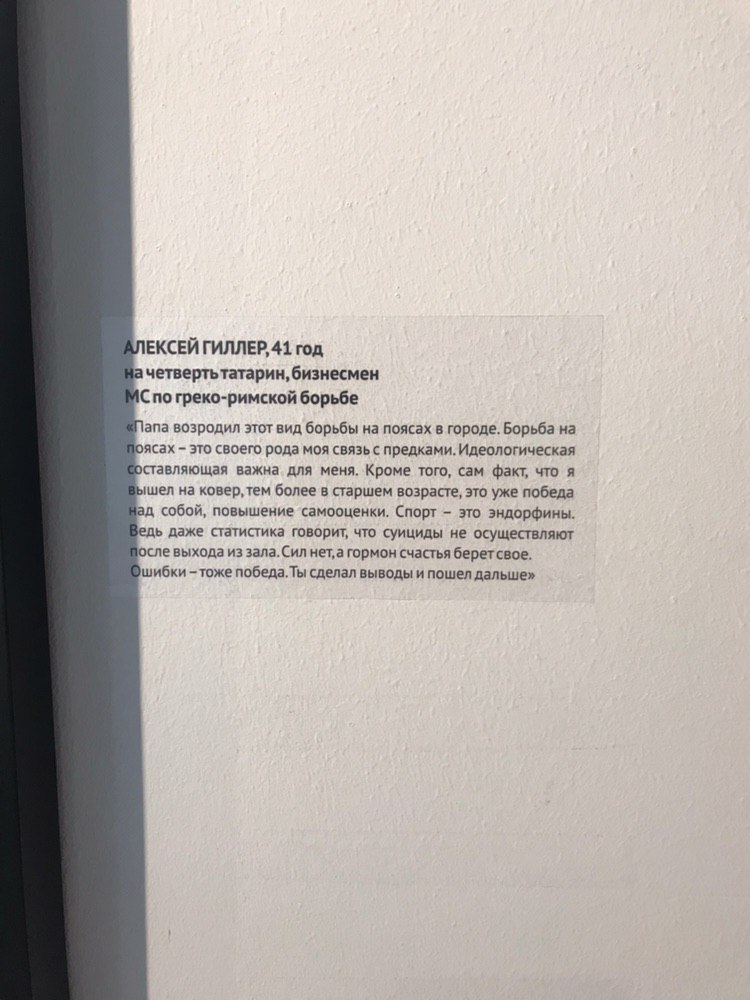 АЛЕКСЕЙ ГИЛЛЕР, 41 год
на четверть татарин, бизнесмен
МС по греко-римской борьбе
«Папа возродил этот вид борьбы на поясах в городе. Борьба на
поясах – это своего рода моя связь с предками. Идеологическая
составляющая важна для меня. Кроме того, сам факт, что я
вышел на ковер, тем более в старшем возрасте, это уже победа
над собой, повышение самооценки. Спорт – это эндорфины.
Ведь даже статистика говорит, что суициды не осуществляют
после выхода из зала. Сил нет, а гормон счастья берет свое.
Ошибки – тоже победа. Ты сделал выводы и пошел дальше»